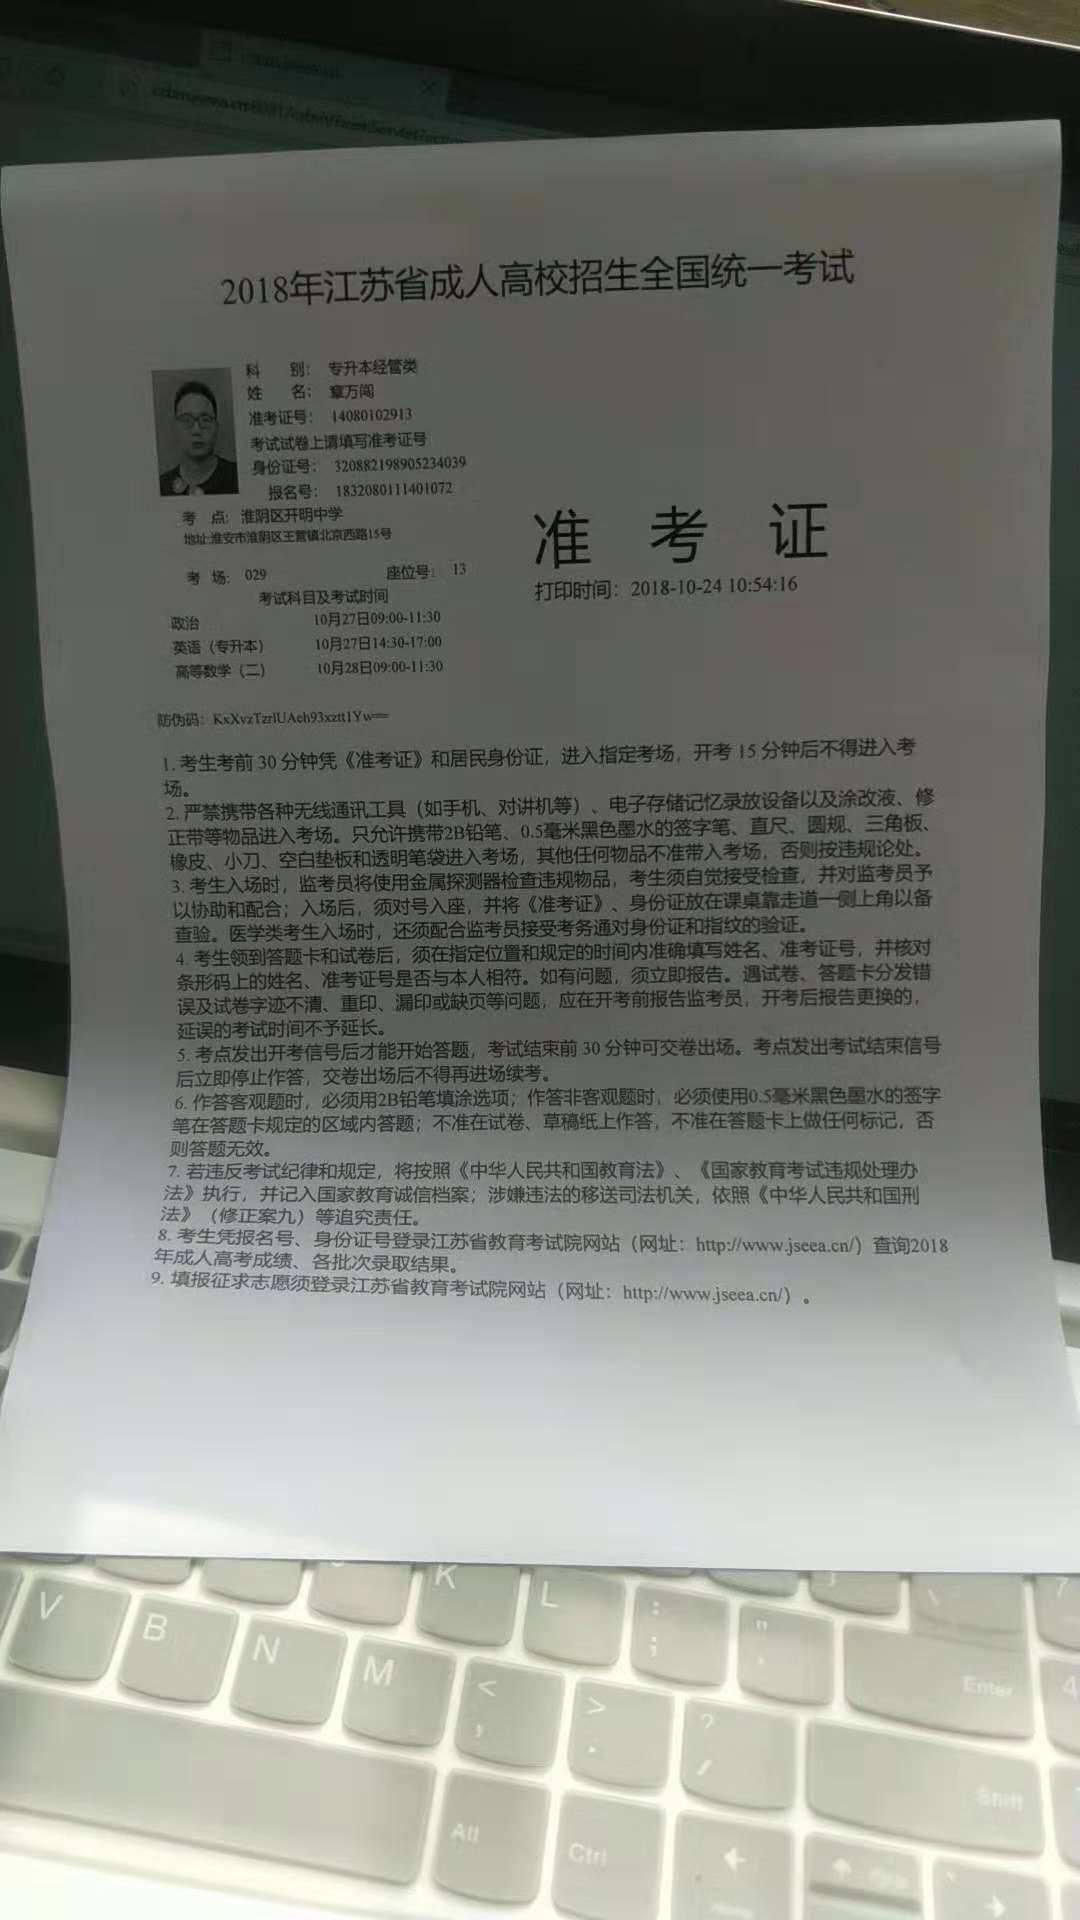 2018年江苏省成人高校招生全国统一考试
科 别: 专升本经管类
姓 名: 章万闯
准考证号: 14080102913
考试试卷上请填写准考证号
身份证号: 320882198905234039
报名号: 1832080111401072
考 点: 淮阴区开明中学
地址:淮安市淮阴区王营镇北京西路15号
准 考 证
打印时间: 2018-10-24 10:54:16
考 场: 029 座位号: 13
考试科目及考试时间
政治 10月27日09:00-11:30
英语（专升本） 10月27日14:30-17:00
高等数学（二） 10月28日09:00-11:30
防伪码:
1. 考生考前 30 分钟凭《准考证》和居民身份证，进入指定考场，开考 15 分钟后不得进入考
场。
2. 严禁携带各种无线通讯工具（如手机、对讲机等）、电子存储记忆录放设备以及涂改液、修
正带等物品进入考场。只允许携带2B铅笔、0.5毫米黑色墨水的签字笔、直尺、圆规、三角板、
橡皮、小刀、空白垫板和透明笔袋进入考场，其他任何物品不准带入考场，否则按违规论处。
3. 考生入场时，监考员将使用金属探测器检查违规物品，考生须自觉接受检查，并对监考员予
以协助和配合；入场后，须对号入座，并将《准考证》、身份证放在课桌靠走道一侧上角以备
查验。医学类考生入场时，还须配合监考员接受考务通对身份证和指纹的验证。
4. 考生领到答题卡和试卷后，须在指定位置和规定的时间内准确填写姓名、准考证号，并核对
条形码上的姓名、准考证号是否与本人相符。如有问题，须立即报告。遇试卷、答题卡分发错
误及试卷字迹不清、重印、漏印或缺页等问题，应在开考前报告监考员，开考后报告更换的，
延误的考试时间不予延长。
5. 考点发出开考信号后才能开始答题，考试结束前 30 分钟可交卷出场。考点发出考试结束信号
后立即停止作答，交卷出场后不得再进场续考。
6. 作答客观题时，必须用2B铅笔填涂选项；作答非客观题时，必须使用0.5毫米黑色墨水的签字
笔在答题卡规定的区域内答题；不准在试卷、草稿纸上作答，不准在答题卡上做任何标记，否
则答题无效。
7. 若违反考试纪律和规定，将按照《中华人民共和国教育法》、《国家教育考试违规处理办
法》执行，并记入国家教育诚信档案；涉嫌违法的移送司法机关，依照《中华人民共和国刑
法》（修正案九）等追究责任。
8. 考生凭报名号、身份证号登录江苏省教育考试院网站（网址：http://www.jseea.cn/）查询2018
年成人高考成绩、各批次录取结果。
9. 填报征求志愿须登录江苏省教育考试院网站（网址：http://www.jseea.cn/）。
K L : ; " '
V B N M < , > . ? / Enter
Shift
Alt Ctrl